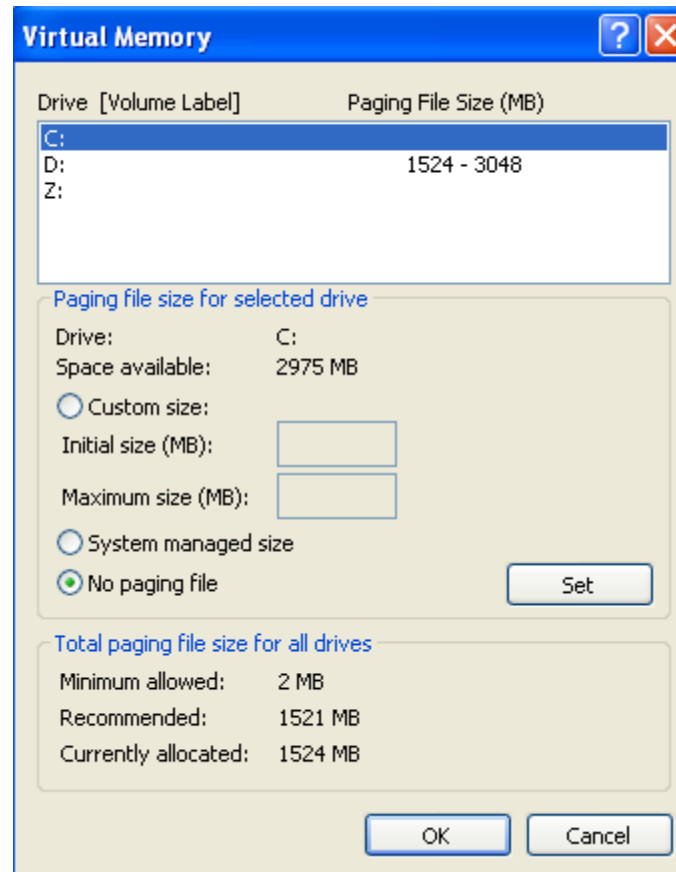 Virtual Memory
Drive [Volume Label] Paging File Size (MB)
C:
D: 1524 - 3048
Z:
Paging file size for selected drive
Drive: C:
Space available: 2975 MB
Custom size:
Initial size (MB):
Maximum size (MB):
System managed size
No paging file Set
Total paging file size for all drives
Minimum allowed: 2 MB
Recommended: 1521 MB
Currently allocated: 1524 MB
OK Cancel